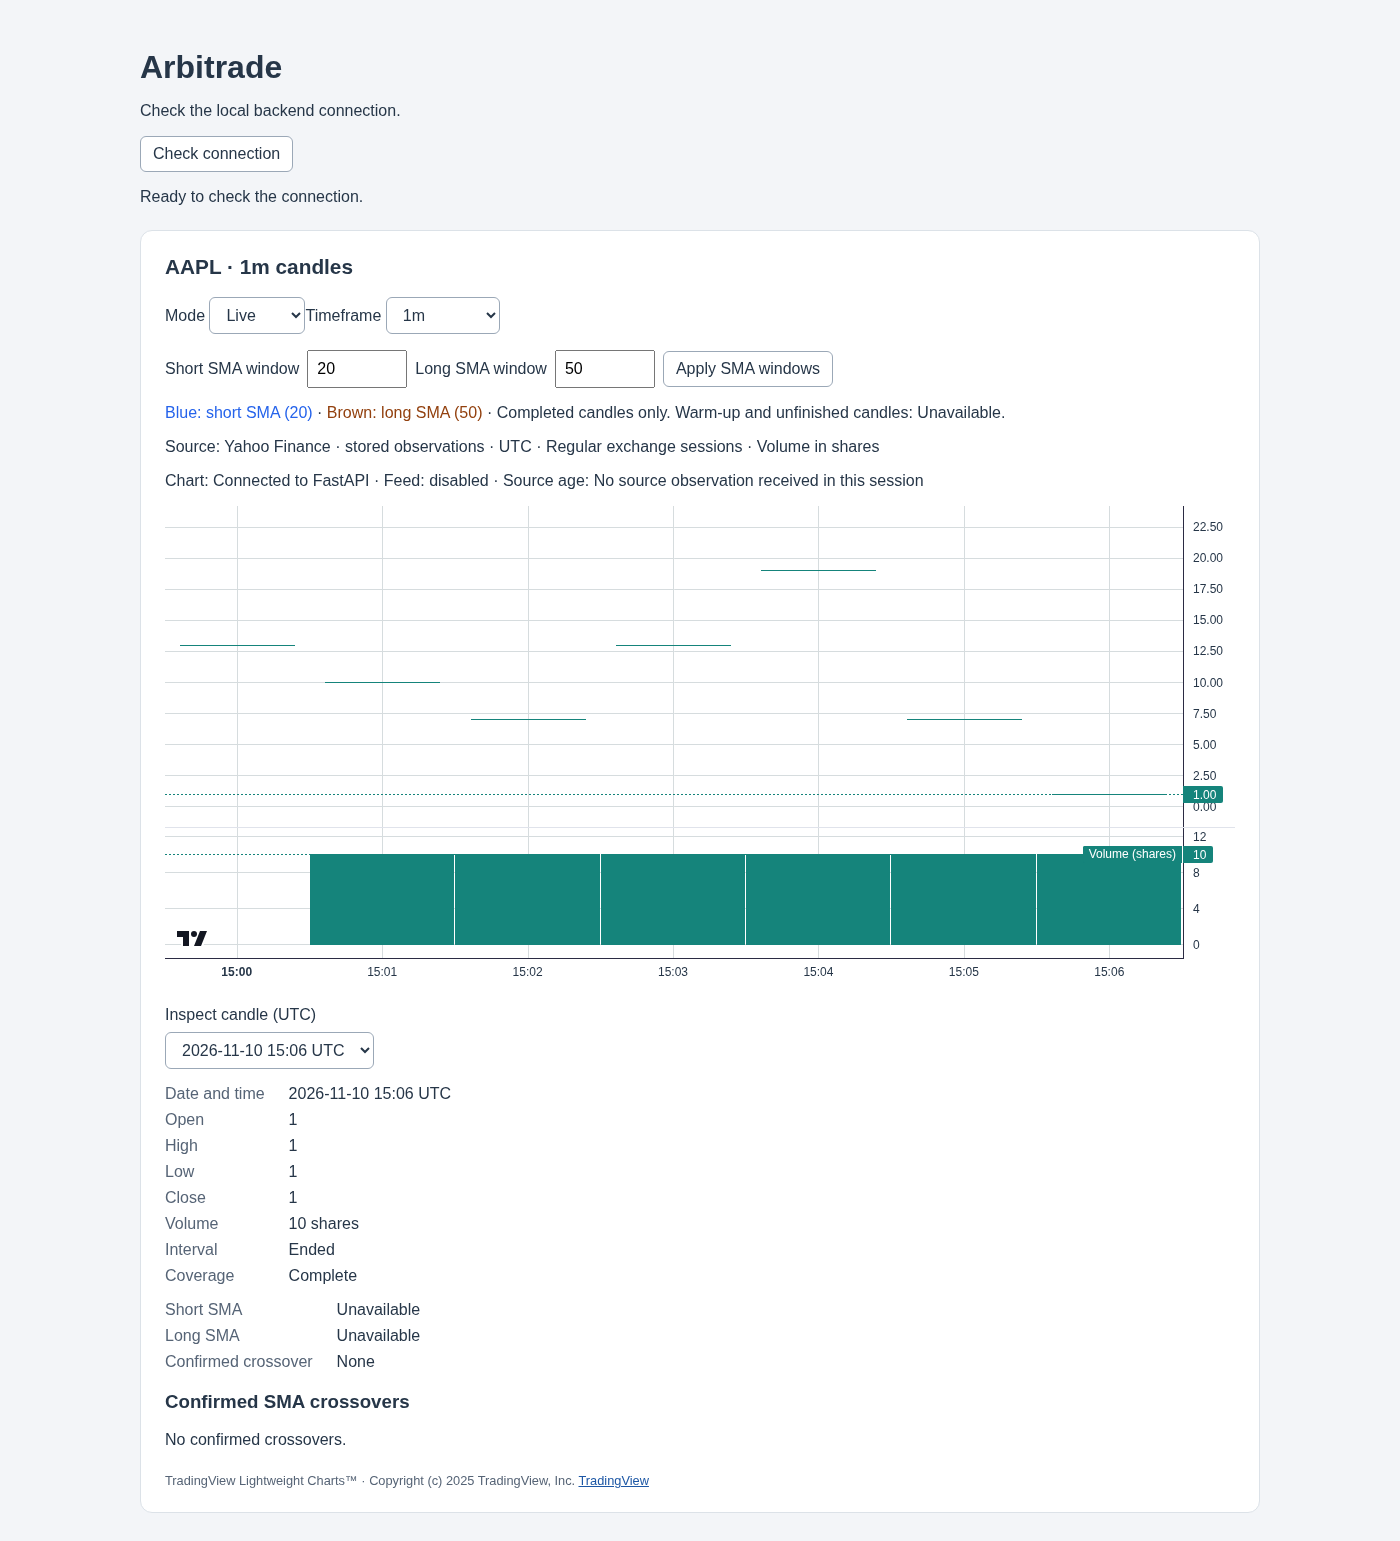 Arbitrade
Check the local backend connection.
Check connection
Ready to check the connection.
AAPL · 1m candles
Mode Live Timeframe 1m
Short SMA window 20 Long SMA window 50 Apply SMA windows
Blue: short SMA (20) · Brown: long SMA (50) · Completed candles only. Warm-up and unfinished candles: Unavailable.
Source: Yahoo Finance · stored observations · UTC · Regular exchange sessions · Volume in shares
Chart: Connected to FastAPI · Feed: disabled · Source age: No source observation received in this session
22.50
20.00
17.50
15.00
12.50
10.00
7.50
5.00
2.50
1.00
0.00
12
Volume (shares) 10
8
4
0
15:00 15:01 15:02 15:03 15:04 15:05 15:06
Inspect candle (UTC)
2026-11-10 15:06 UTC
Date and time 2026-11-10 15:06 UTC
Open 1
High 1
Low 1
Close 1
Volume 10 shares
Interval Ended
Coverage Complete
Short SMA Unavailable
Long SMA Unavailable
Confirmed crossover None
Confirmed SMA crossovers
No confirmed crossovers.
TradingView Lightweight Charts™ · Copyright (c) 2025 TradingView, Inc. TradingView